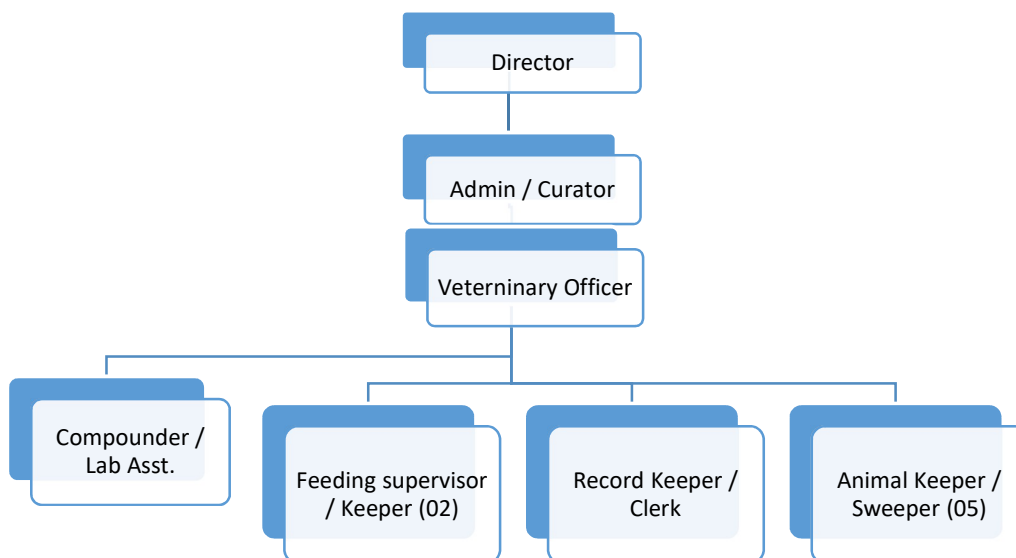 Director
Admin / Curator
Veterninary Officer
Compounder /
Lab Asst.
Feeding supervisor
/ Keeper (02)
Record Keeper /
Clerk
Animal Keeper /
Sweeper (05)